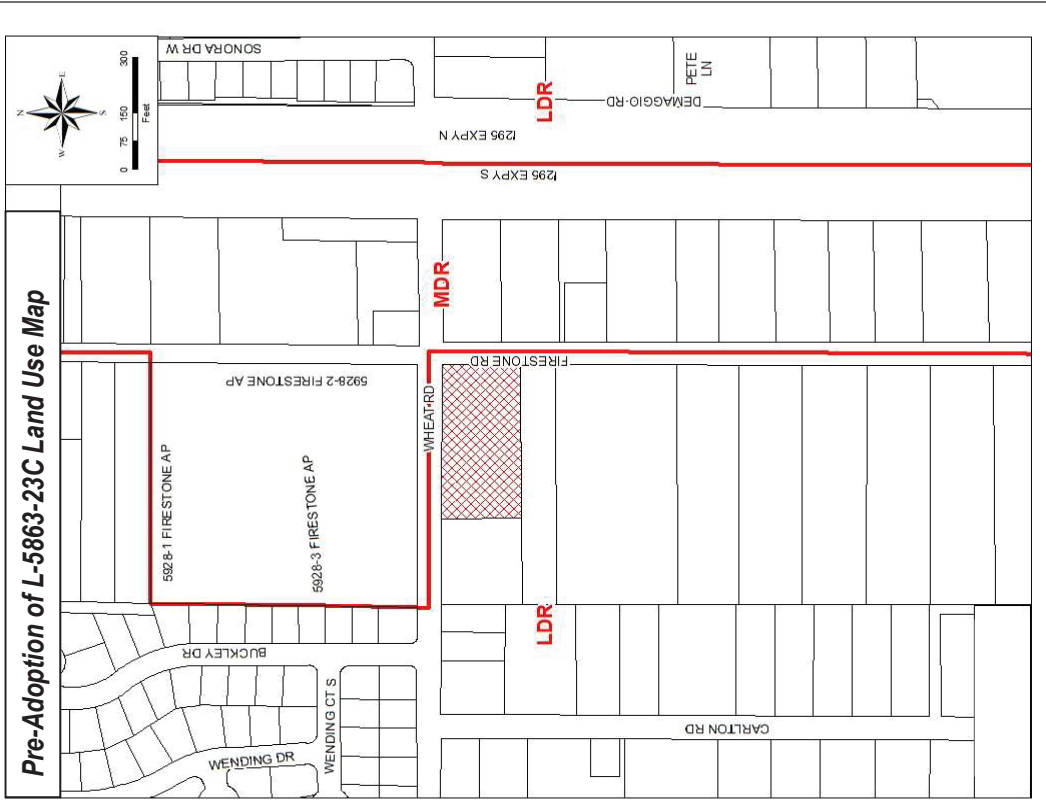 Pre-Adoption of L-5863-23C Land Use Map
N
E
S
W
0 75 150 300
Feet
SONORA DR W
LDR
PETE
LN
DEMAGGIO RD
I295 EXPY N
I295 EXPY S
MDR
FIRESTONE RD
5928-2 FIRESTONE AP
WHEAT RD
5928-1 FIRESTONE AP
5928-3 FIRESTONE AP
BUCKLEY DR
LDR
WENDING CT S
WENDING DR
CARLTON RD